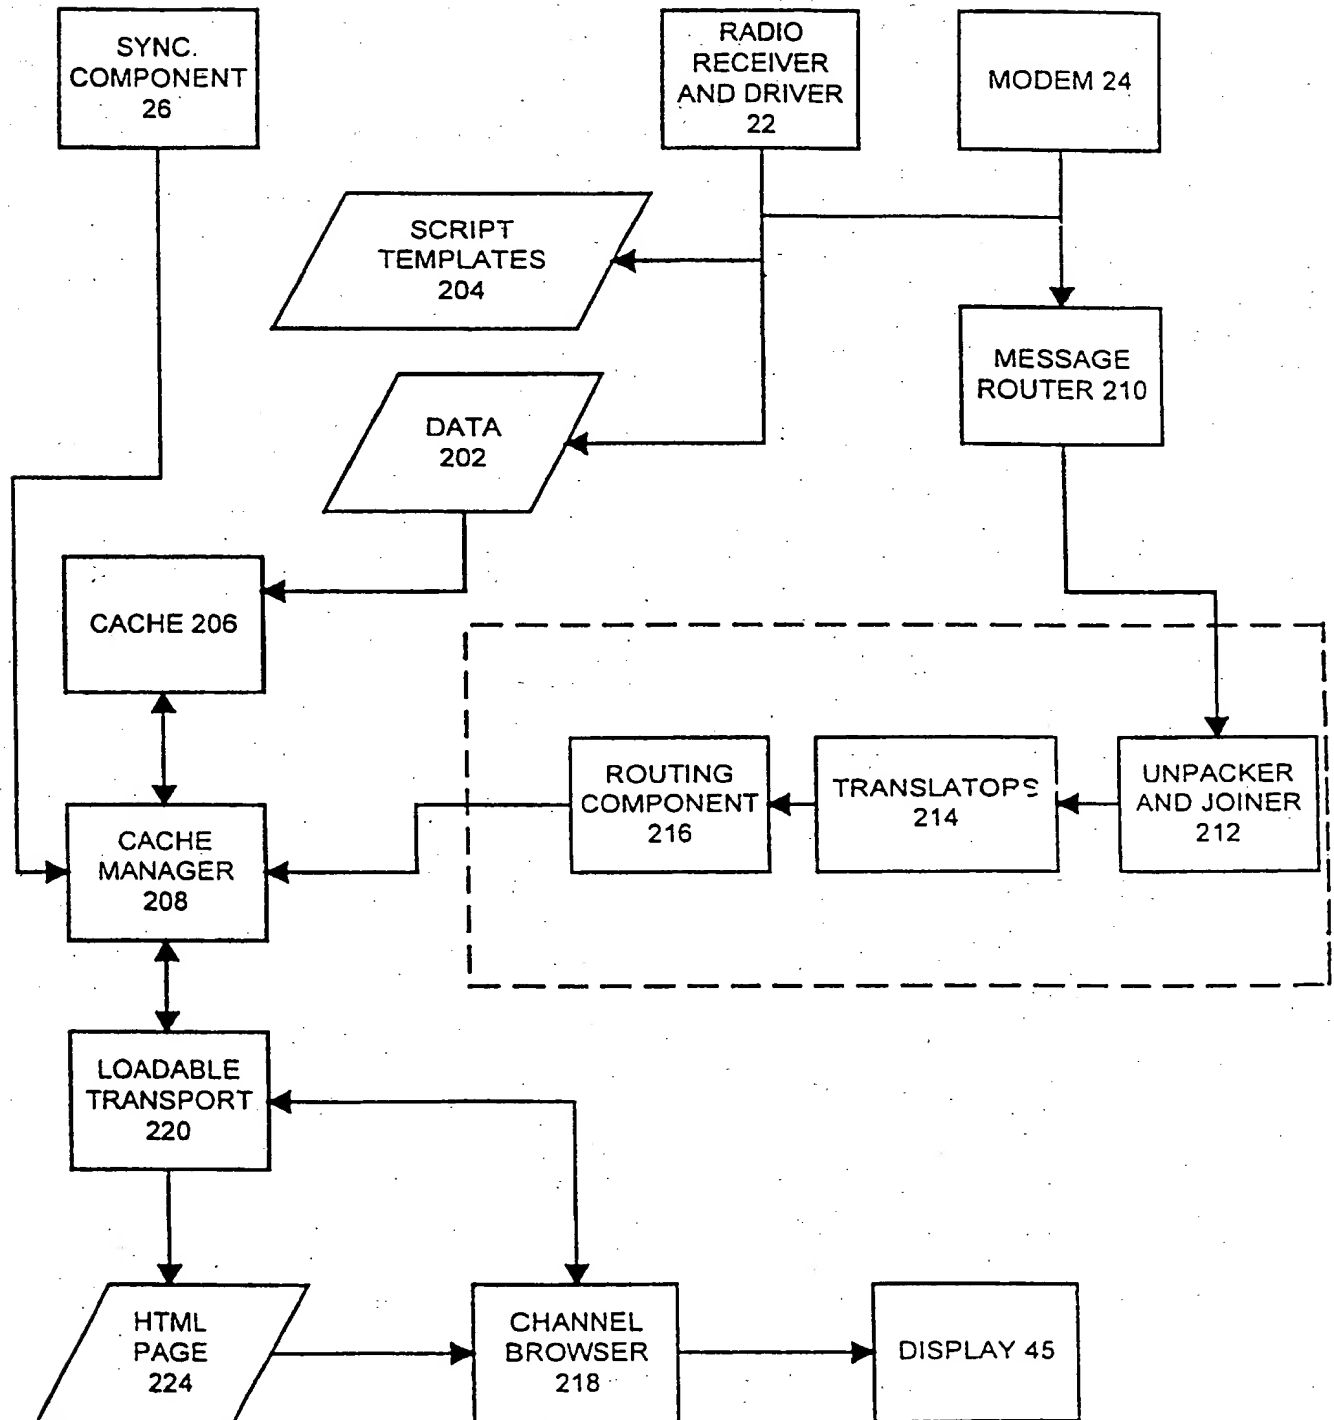 SYNC.
COMPONENT
26
RADIO
RECEIVER
AND DRIVER
22
MODEM 24
SCRIPT
TEMPLATES
204
MESSAGE
ROUTER 210
DATA
202
CACHE 206
ROUTING
COMPONENT
216
TRANSLATOPS
214
UNPACKER
AND JOINER
212
CACHE
MANAGER
208
LOADABLE
TRANSPORT
220
HTML
PAGE
224
CHANNEL
BROWSER
218
DISPLAY 45